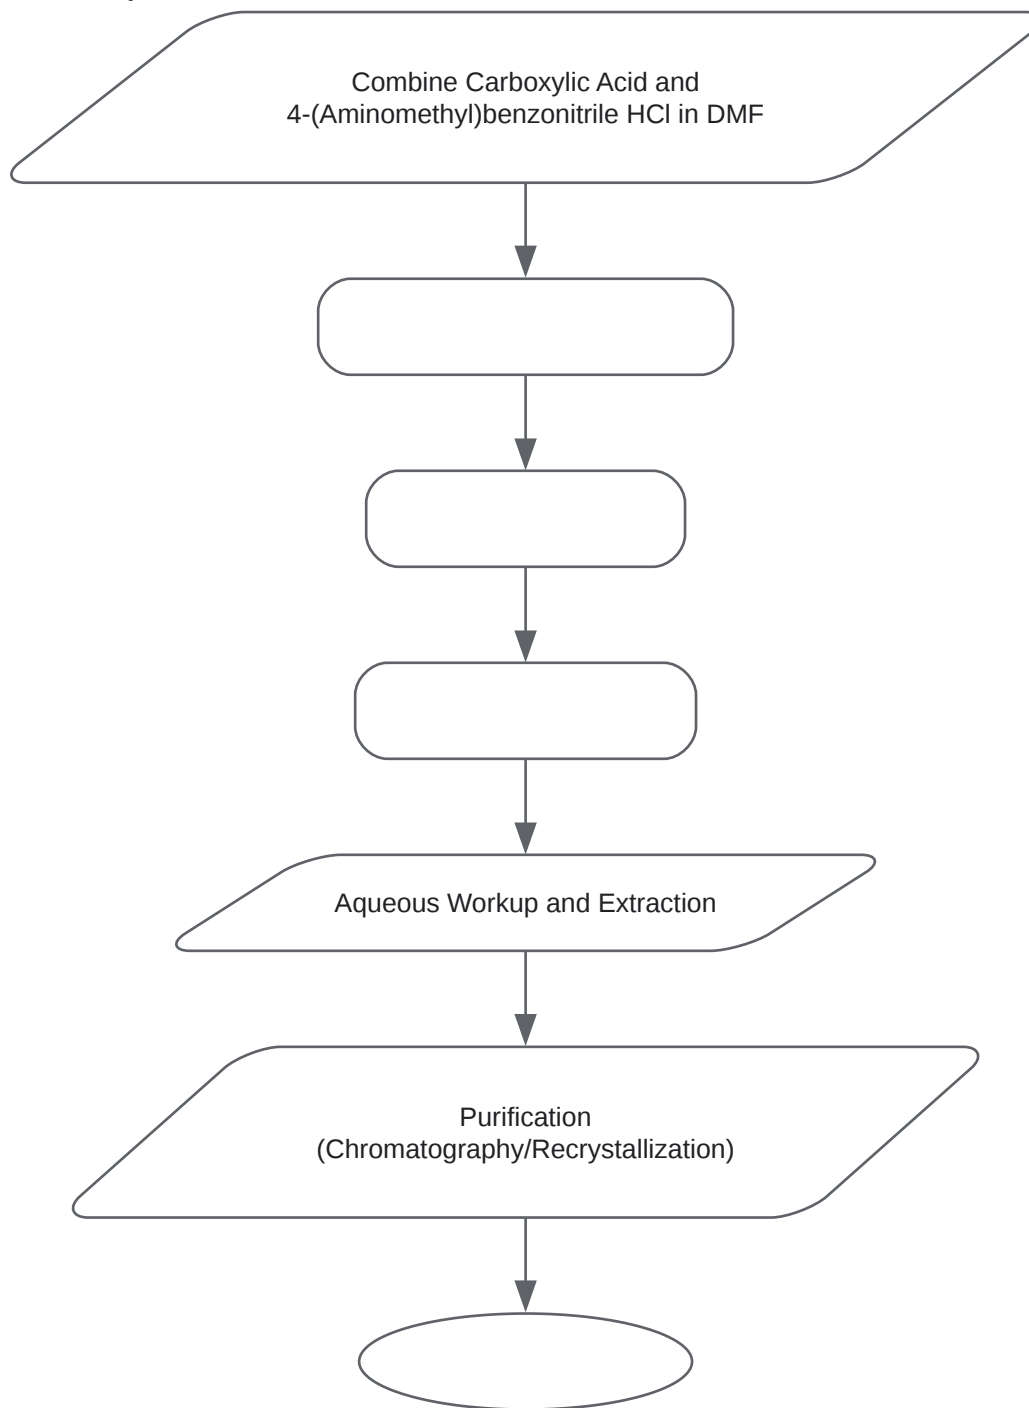 Combine Carboxylic Acid and
4-(Aminomethyl)benzonitrile HCl in DMF
Aqueous Workup and Extraction
Purification
(Chromatography/Recrystallization)